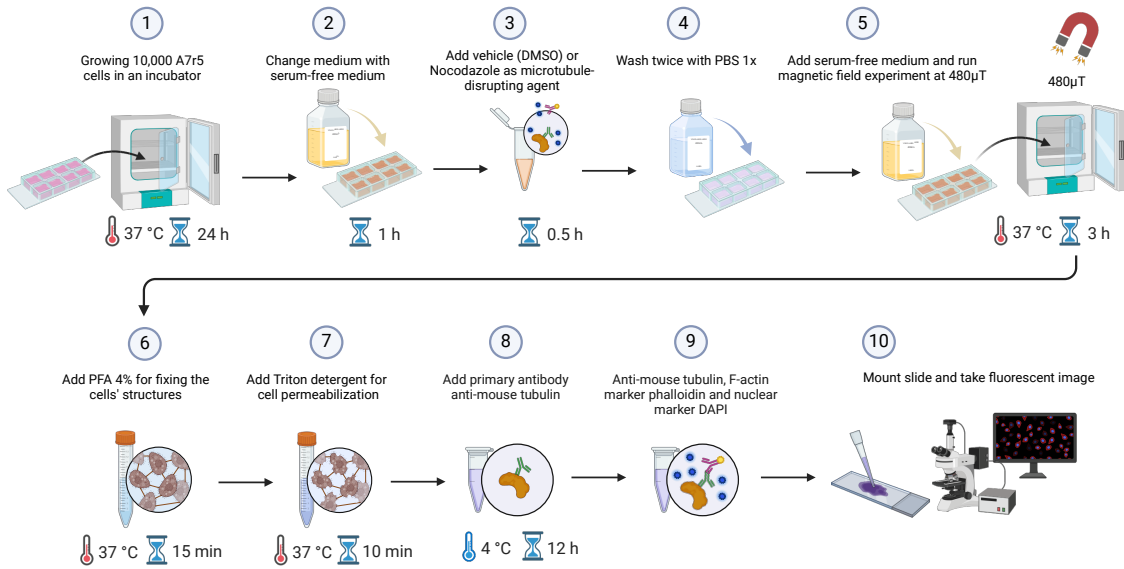 1
Growing 10,000 A7r5
cells in an incubator
37 °C
24 h
2
Change medium with
serum-free medium
1 h
3
Add vehicle (DMSO) or
Nocodazole as microtubule-
disrupting agent
0.5 h
4
Wash twice with PBS 1x
5
Add serum-free medium and run
magnetic field experiment at 480µT
480µT
37 °C
3 h
6
Add PFA 4% for fixing the
cells' structures
37 °C
15 min
7
Add Triton detergent for
cell permeabilization
37 °C
10 min
8
Add primary antibody
anti-mouse tubulin
4 °C
12 h
9
Anti-mouse tubulin, F-actin
marker phalloidin and nuclear
marker DAPI
10
Mount slide and take fluorescent image